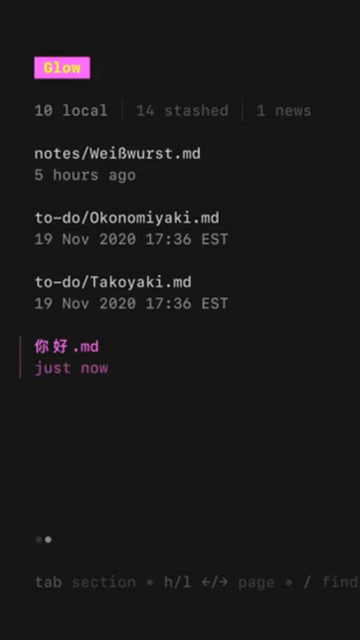 Glow
10 local │ 14 stashed │ 1 news
notes/Weißwurst.md
5 hours ago
to-do/Okonomiyaki.md
19 Nov 2020 17:36 EST
to-do/Takoyaki.md
19 Nov 2020 17:36 EST
你好.md
just now
tab section • h/l ←/→ page • / find